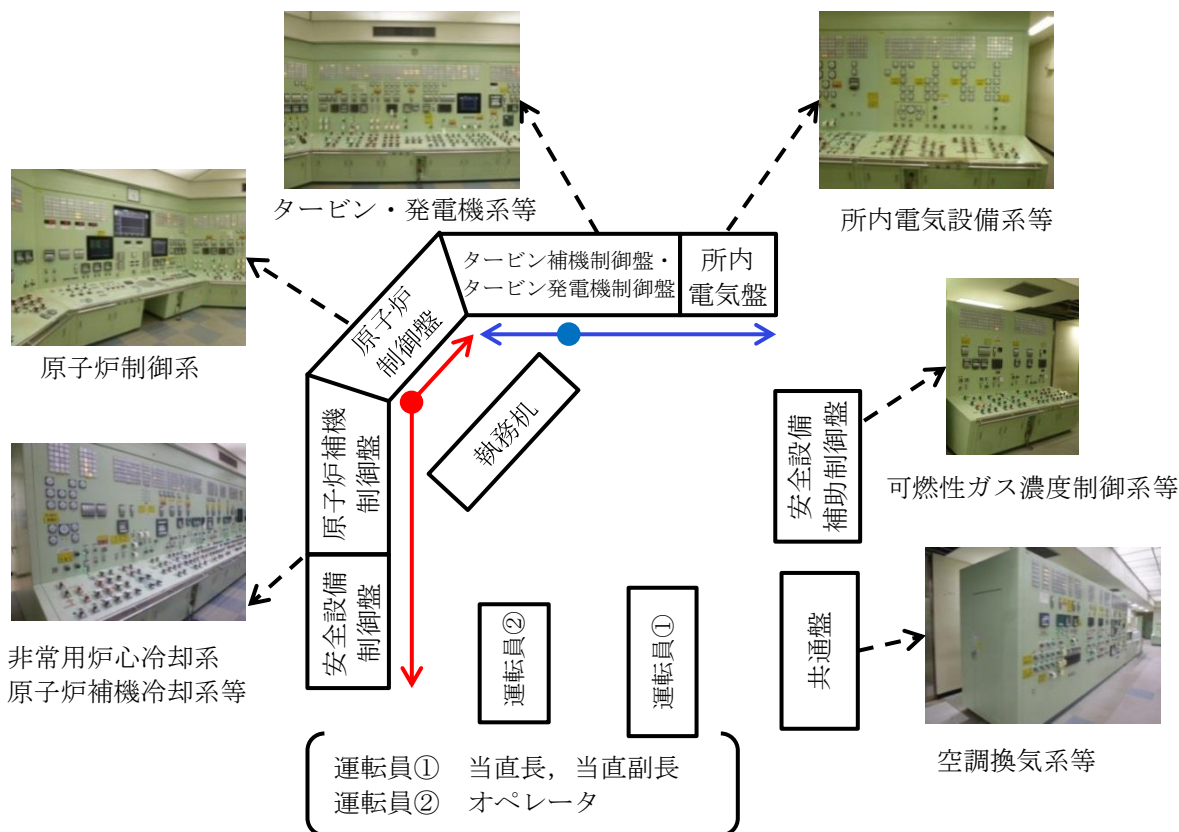 タービン・発電機系等
所内電気設備系等
原子炉制御系
タービン補機制御盤・
タービン発電機制御盤
所内
電気盤
原子炉
制御盤
執務机
原子炉補機
制御盤
安全設備
補助制御盤
可燃性ガス濃度制御系等
安全設備
制御盤
非常用炉心冷却系
原子炉補機冷却系等
運転員②
運転員①
共通盤
空調換気系等
運転員① 当直長，当直副長
運転員② オペレータ